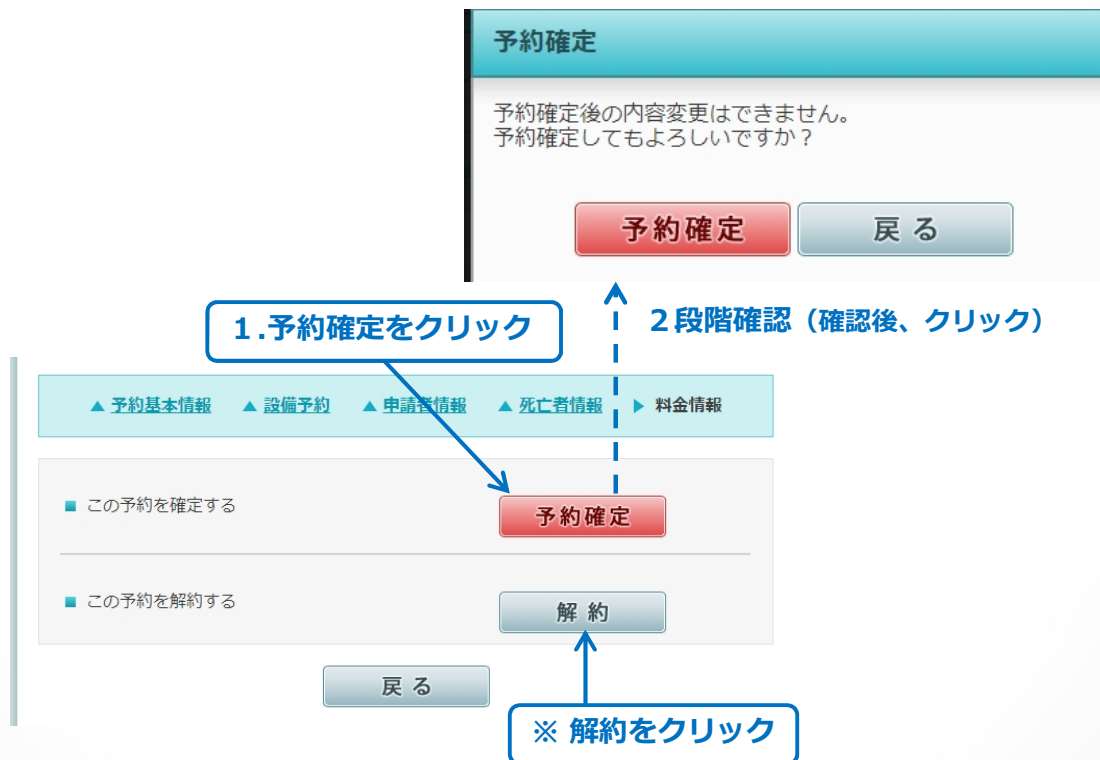 予約確定
予約確定後の内容変更はできません。
予約確定してもよろしいですか？
予約確定 戻る
１.予約確定をクリック
２段階確認（確認後、クリック）
▲ 予約基本情報 ▲ 設備予約 ▲ 申請者情報 ▲ 死亡者情報 ▶ 料金情報
■ この予約を確定する 予約確定
■ この予約を解約する 解約
戻る
※ 解約をクリック